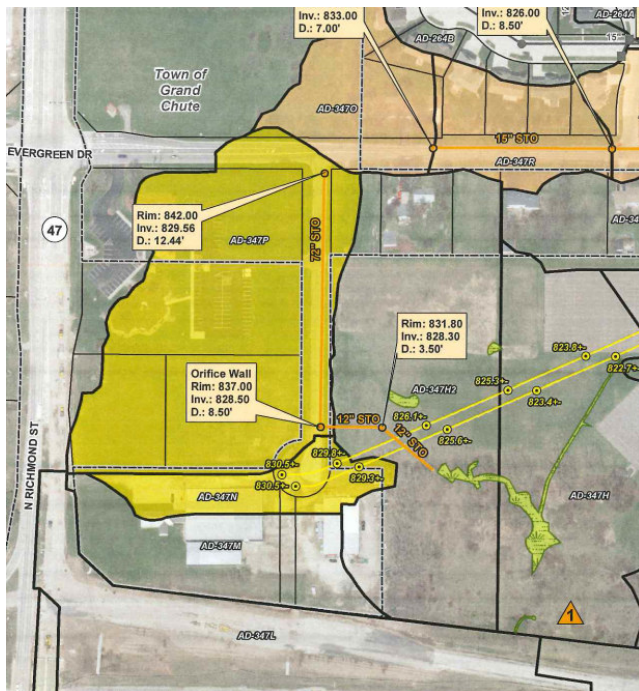 Inv.: 833.00
D.: 7.00'
Inv.: 826.00
D.: 8.50'
AD-264B
AD-264A
15"
Town of
Grand
Chute
AD-347O
15" STO
AD-347R
EVERGREEN DR
Rim: 842.00
Inv.: 829.56
D.: 12.44'
47
AD-347P
72" STO
Rim: 831.80
Inv.: 828.30
D.: 3.50'
Orifice Wall
Rim: 837.00
Inv.: 828.50
D.: 8.50'
823.8+-
822.7+-
825.3+-
823.4+-
AD-347H2
12" STO
826.1+-
825.6+-
12" STO
829.8+-
829.3+-
830.5+-
830.5+-
AD-347N
AD-347H
N RICHMOND ST
AD-347M
1
AD-347L